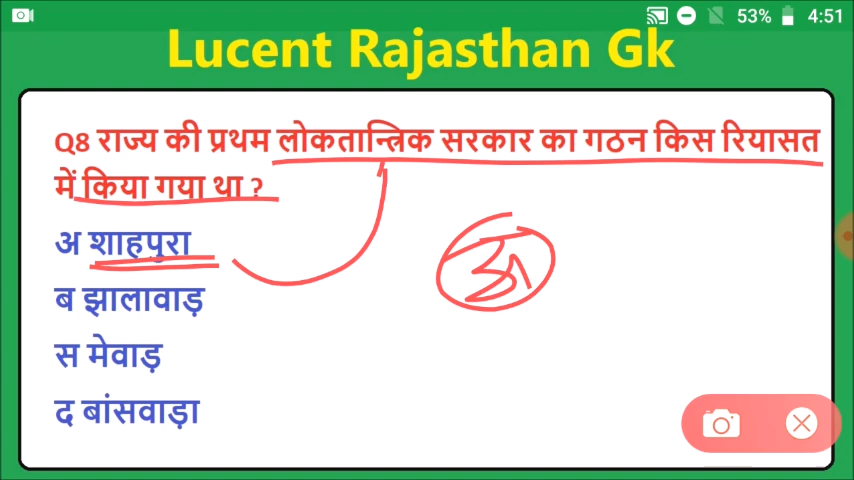 53% 4:51
Lucent Rajasthan Gk
Q8 राज्य की प्रथम लोकतान्त्रिक सरकार का गठन किस रियासत
में किया गया था ?
अ शाहपुरा
अ
ब झालावाड़
स मेवाड़
द बांसवाड़ा